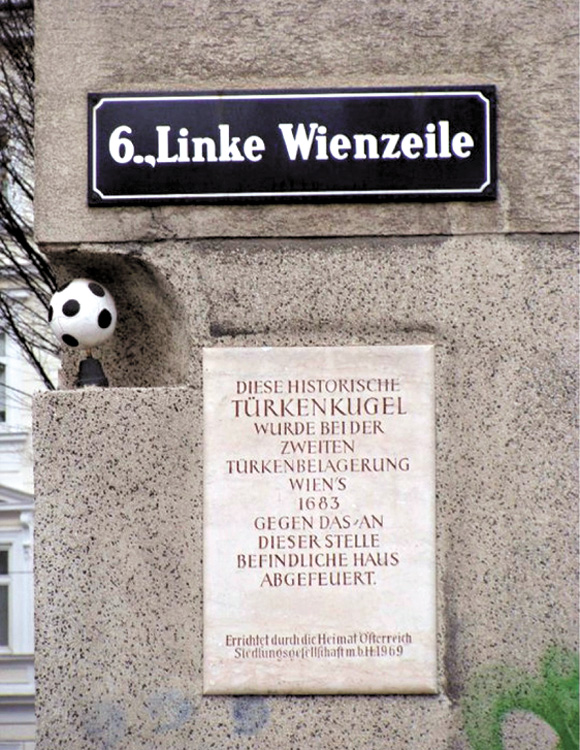 6.,Linke Wienzeile
DIESE HISTORISCHE
TÜRKENKUGEL
WURDE BEI DER
ZWEITEN
TÜRKENBELAGERUNG
WIEN'S
1683
GEGEN DAS AN
DIESER STELLE
BEFINDLICHE HAUS
ABGEFEUERT.
Errichtet durch die Heimat Österreich
Siedlungsgesellschaft m.b.H. 1969